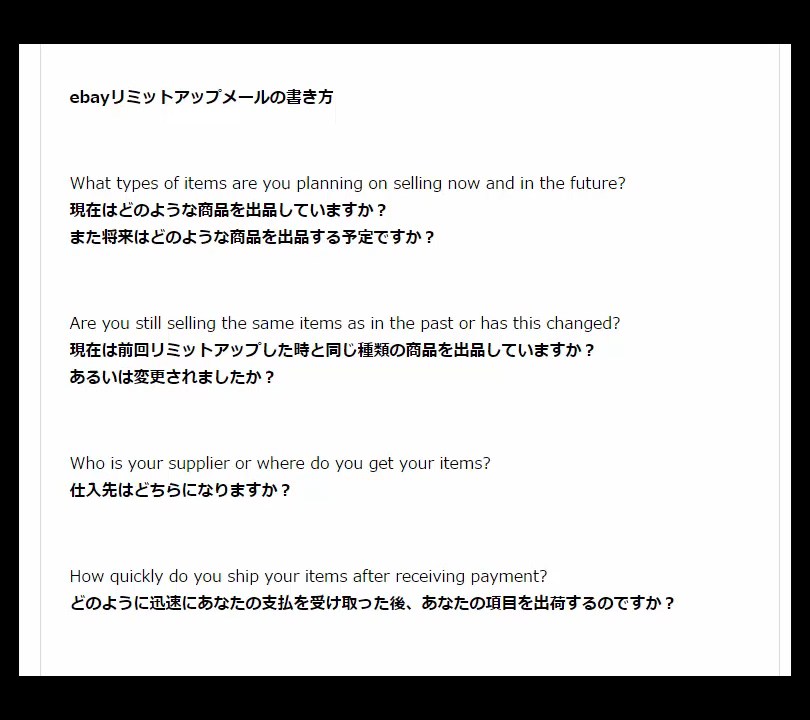 ebayリミットアップメールの書き方
What types of items are you planning on selling now and in the future?
現在はどのような商品を出品していますか？
また将来はどのような商品を出品する予定ですか？
Are you still selling the same items as in the past or has this changed?
現在は前回リミットアップした時と同じ種類の商品を出品していますか？
あるいは変更されましたか？
Who is your supplier or where do you get your items?
仕入先はどちらになりますか？
How quickly do you ship your items after receiving payment?
どのように迅速にあなたの支払を受け取った後、あなたの項目を出荷するのですか？